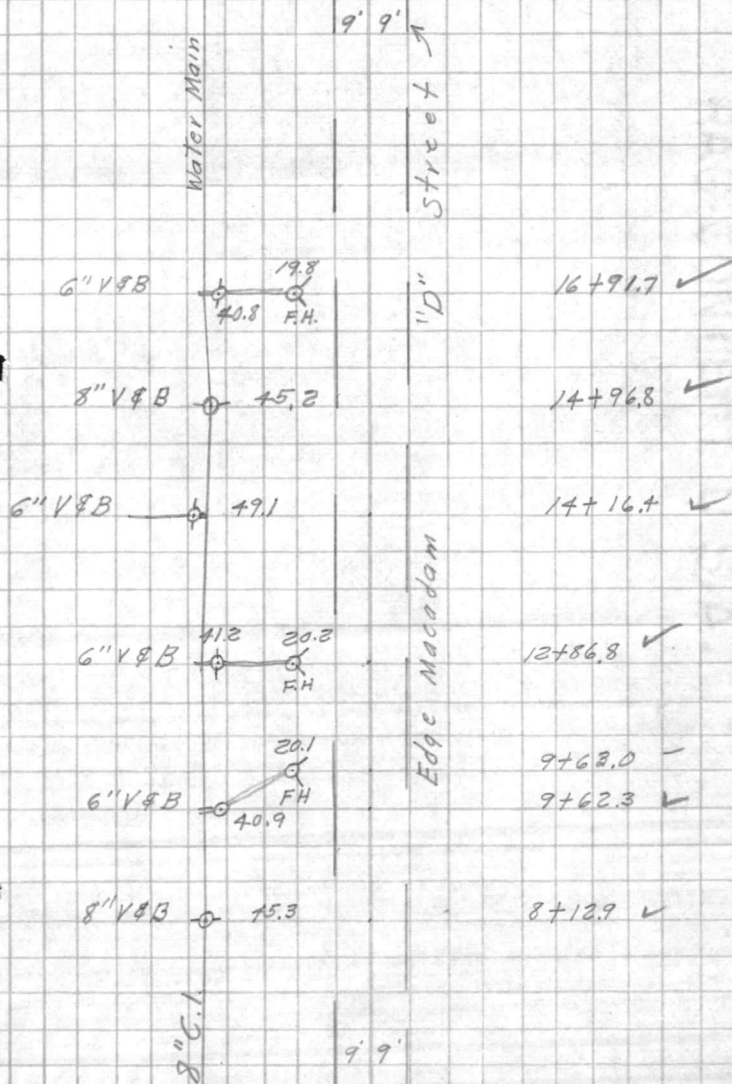 9' 9'
Water Main
"D" Street
19.8
6" V&B 40.8 F.H. 16+91.7
8" V&B 45.2 14+96.8
6" V&B 49.1 14+16.4
41.2 20.2
6" V&B 12+86.8
F.H
Edge Macadam
20.1
9+63.0
FH
6" V&B 40.9 9+62.3
8" V&B 45.3 8+12.9
8" C.I.
9' 9'